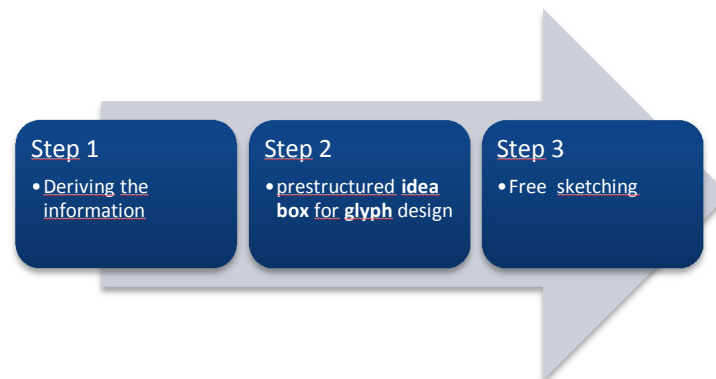 Step 1
•Deriving the
information
Step 2
•prestructured idea
box for glyph design
Step 3
•Free sketching